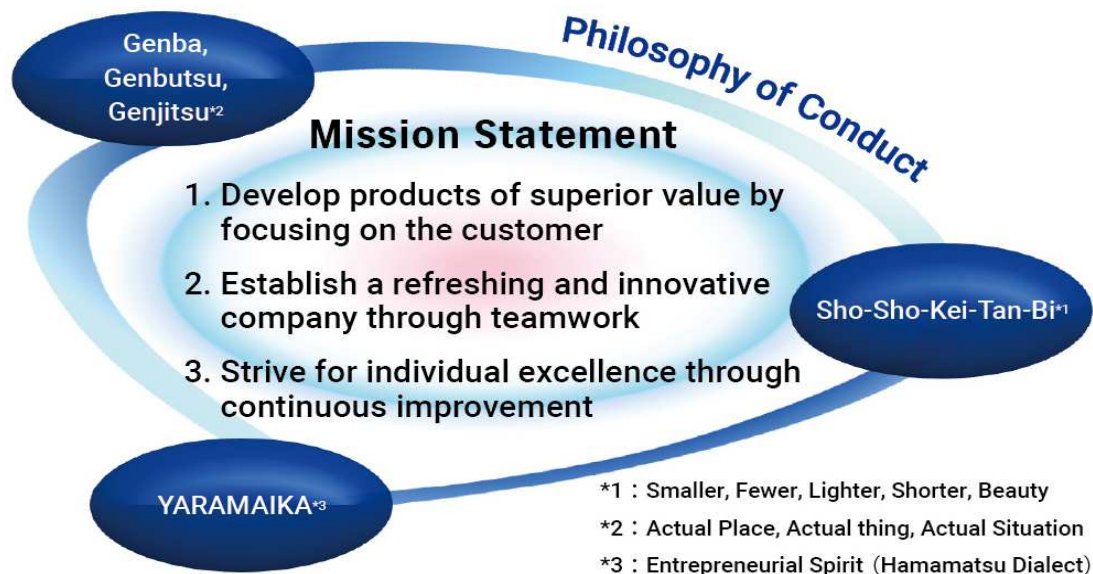 Genba,
Genbutsu,
Genjitsu*2
Philosophy of Conduct
Mission Statement
1. Develop products of superior value by
focusing on the customer
2. Establish a refreshing and innovative
company through teamwork
3. Strive for individual excellence through
continuous improvement
Sho-Sho-Kei-Tan-Bi*1
YARAMAIKA*3
*1：Smaller, Fewer, Lighter, Shorter, Beauty
*2：Actual Place, Actual thing, Actual Situation
*3：Entrepreneurial Spirit（Hamamatsu Dialect）